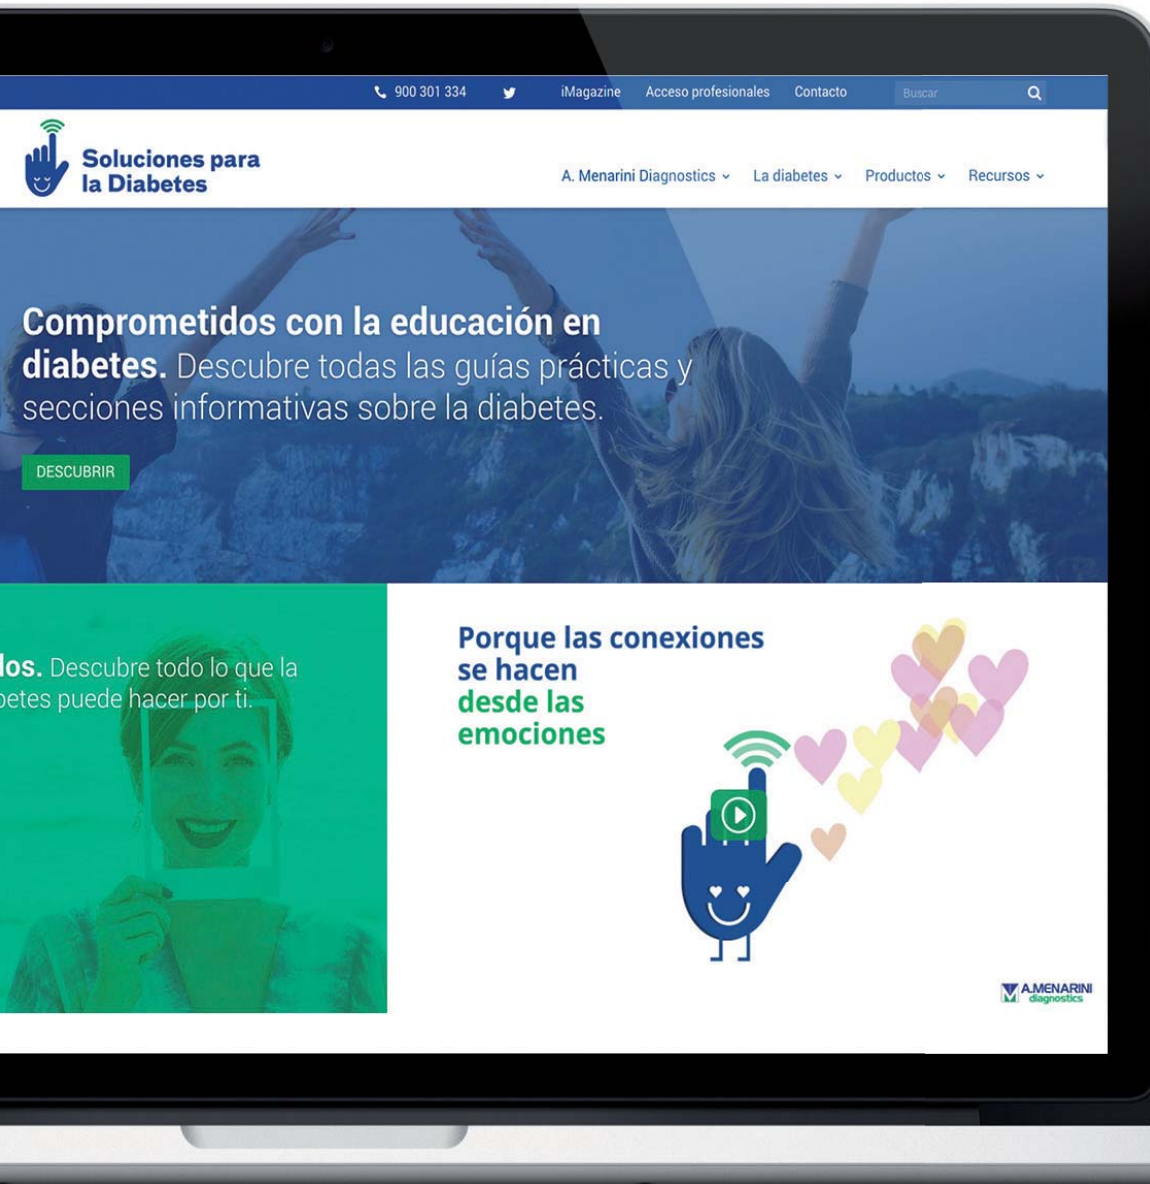 900 301 334 iMagazine Acceso profesionales Contacto Buscar
Soluciones para
la Diabetes
A. Menarini Diagnostics La diabetes Productos Recursos
Comprometidos con la educación en
diabetes. Descubre todas las guías prácticas y
secciones informativas sobre la diabetes.
DESCUBRIR
los. Descubre todo lo que la
betes puede hacer por ti.
Porque las conexiones
se hacen
desde las
emociones
A.MENARINI
diagnostics